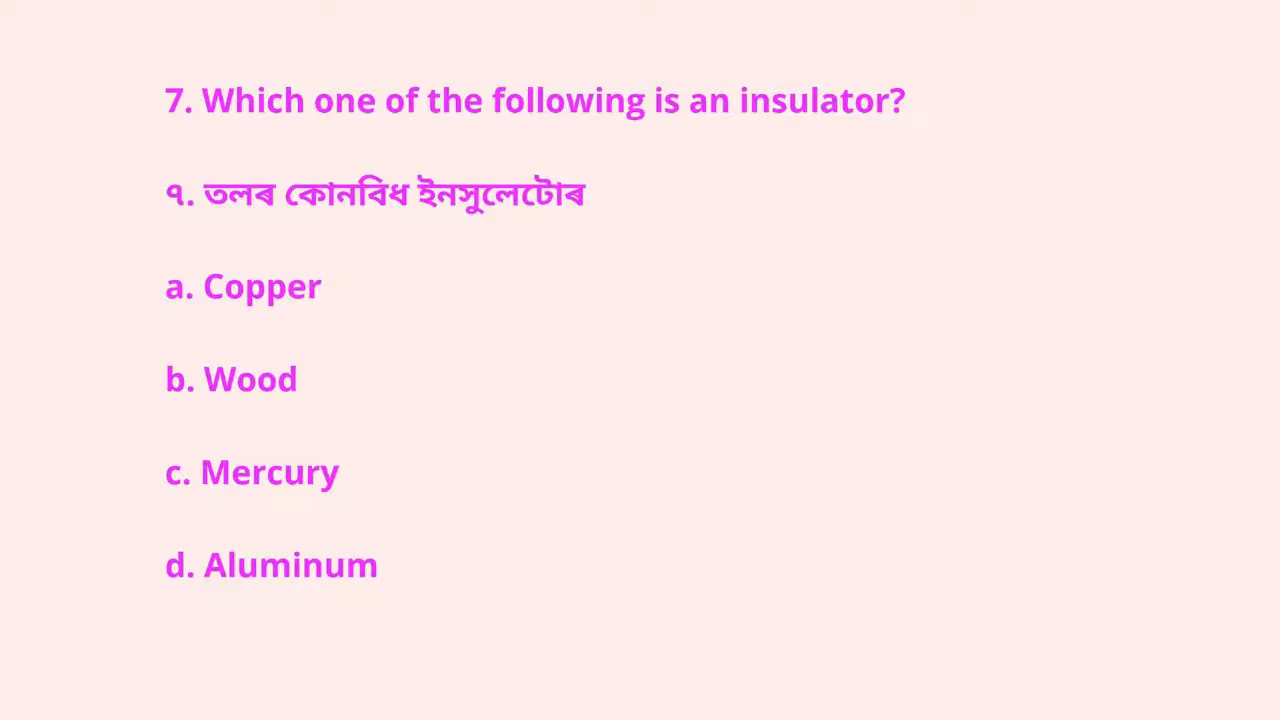 7. Which one of the following is an insulator?
৭. তলৰ কোনবিধ ইনসুলেটোৰ
a. Copper
b. Wood
c. Mercury
d. Aluminum